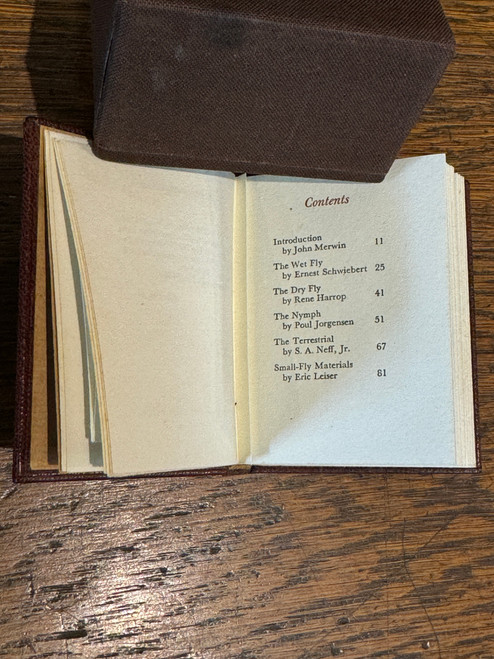 Contents
Introduction 11
by John Merwin
The Wet Fly
by Ernest Schwiebert 25
The Dry Fly 41
by Rene Harrop
The Nymph 51
by Poul Jorgensen
The Terrestrial 67
by S. A. Neff, Jr.
Small-Fly Materials 81
by Eric Leiser